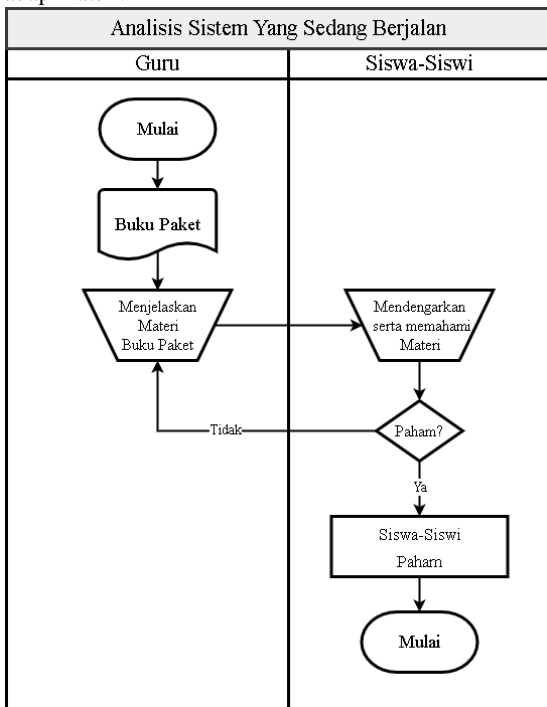 Analisis Sistem Yang Sedang Berjalan
Guru
Siswa-Siswi
Mulai
Buku Paket
Menjelaskan
Materi
Buku Paket
Mendengarkan
serta memahami
Materi
Paham?
Tidak
Ya
Siswa-Siswi
Paham
Mulai